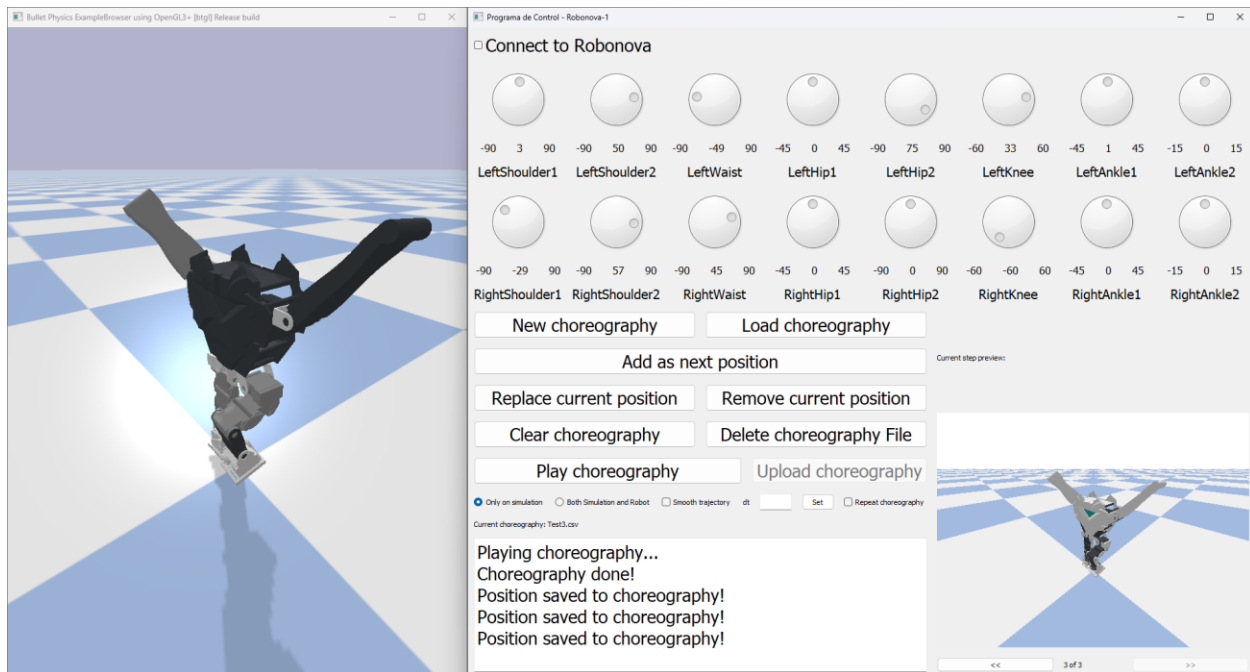 Bullet Physics ExampleBrowser using OpenGL3+ [btgl] Release build
Programa de Control - Robonova-1
Connect to Robonova
-90 3 90 -90 50 90 -90 -49 90 -45 0 45 -90 75 90 -60 33 60 -45 1 45 -15 0 15
LeftShoulder1 LeftShoulder2 LeftWaist LeftHip1 LeftHip2 LeftKnee LeftAnkle1 LeftAnkle2
-90 -29 90 -90 57 90 -90 45 90 -45 0 45 -90 0 90 -60 -60 60 -45 0 45 -15 0 15
RightShoulder1 RightShoulder2 RightWaist RightHip1 RightHip2 RightKnee RightAnkle1 RightAnkle2
New choreography Load choreography
Add as next position
Current step preview:
Replace current position Remove current position
Clear choreography Delete choreography File
Play choreography Upload choreography
Only on simulation Both Simulation and Robot Smooth trajectory dt Set Repeat choreography
Current choreography: Test3.csv
Playing choreography...
Choreography done!
Position saved to choreography!
Position saved to choreography!
Position saved to choreography!
<< 3 of 3 >>